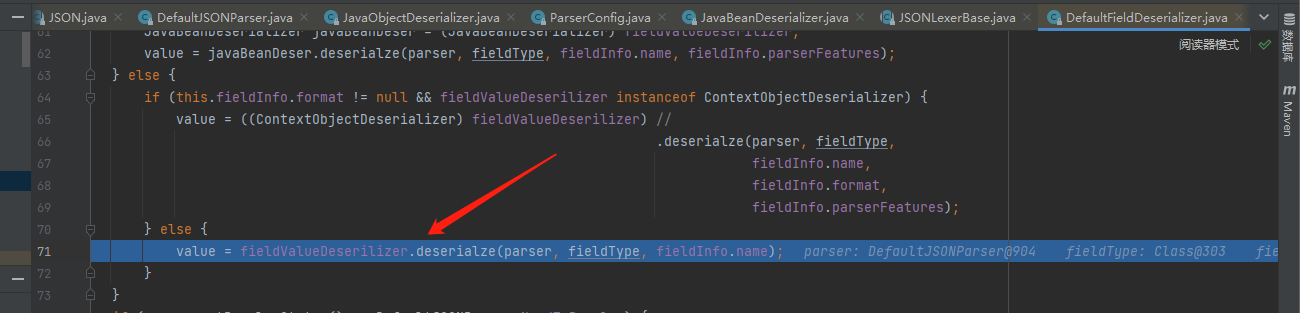 JSON.java DefaultJSONParser.java JavaObjectDeserializer.java ParserConfig.java JavaBeanDeserializer.java JSONLexerBase.java DefaultFieldDeserializer.java
61 JavaBeanDeserializer javaBeanDeser = (JavaBeanDeserializer) fieldValueDeserilizer;
阅读器模式
62 value = javaBeanDeser.deserialze(parser, fieldType, fieldInfo.name, fieldInfo.parserFeatures);
63 } else {
64 if (this.fieldInfo.format != null && fieldValueDeserilizer instanceof ContextObjectDeserializer) {
65 value = ((ContextObjectDeserializer) fieldValueDeserilizer) //
66 .deserialze(parser, fieldType,
67 fieldInfo.name,
68 fieldInfo.format,
69 fieldInfo.parserFeatures);
70 } else {
71 value = fieldValueDeserilizer.deserialze(parser, fieldType, fieldInfo.name); parser: DefaultJSONParser@904 fieldType: Class@303 fie
72 }
73 }
数据库
m Maven